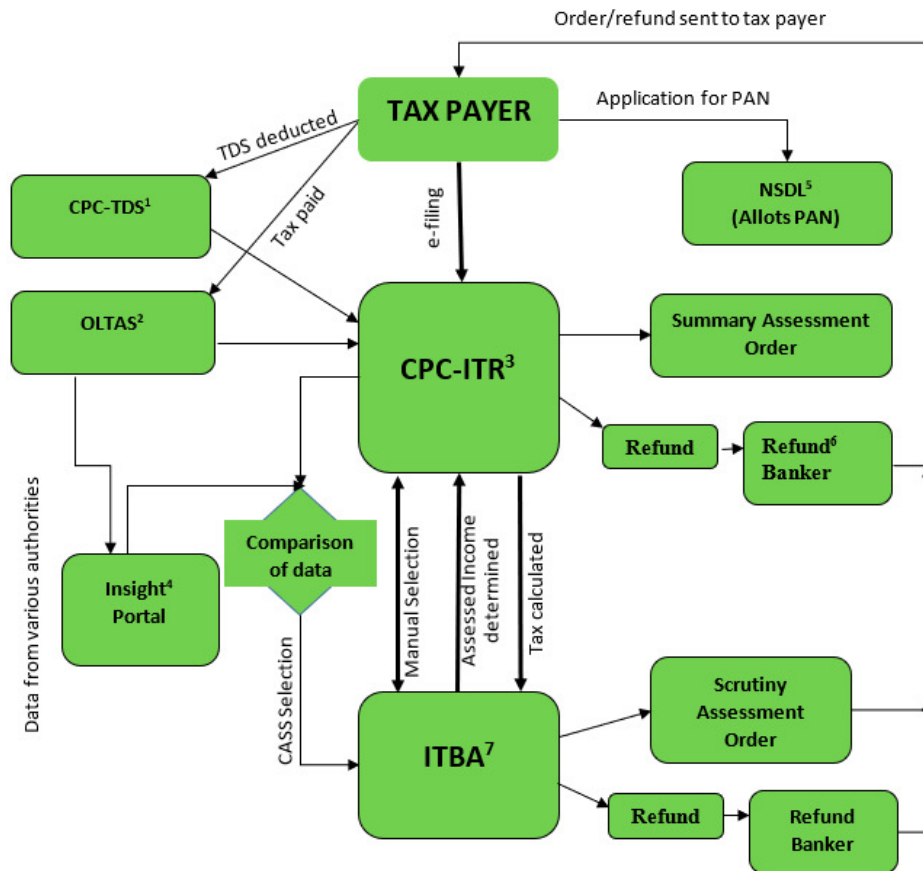 Order/refund sent to tax payer
TAX PAYER
Application for PAN
TDS deducted
Tax paid
e-filing
CPC-TDS¹
NSDL⁵
(Allots PAN)
OLTAS²
CPC-ITR³
Summary Assessment
Order
Refund
Refund⁶
Banker
Data from various authorities
Comparison
of data
Insight⁴
Portal
Manual Selection
Assessed Income
determined
Tax calculated
CASS Selection
ITBA⁷
Scrutiny
Assessment
Order
Refund
Refund
Banker